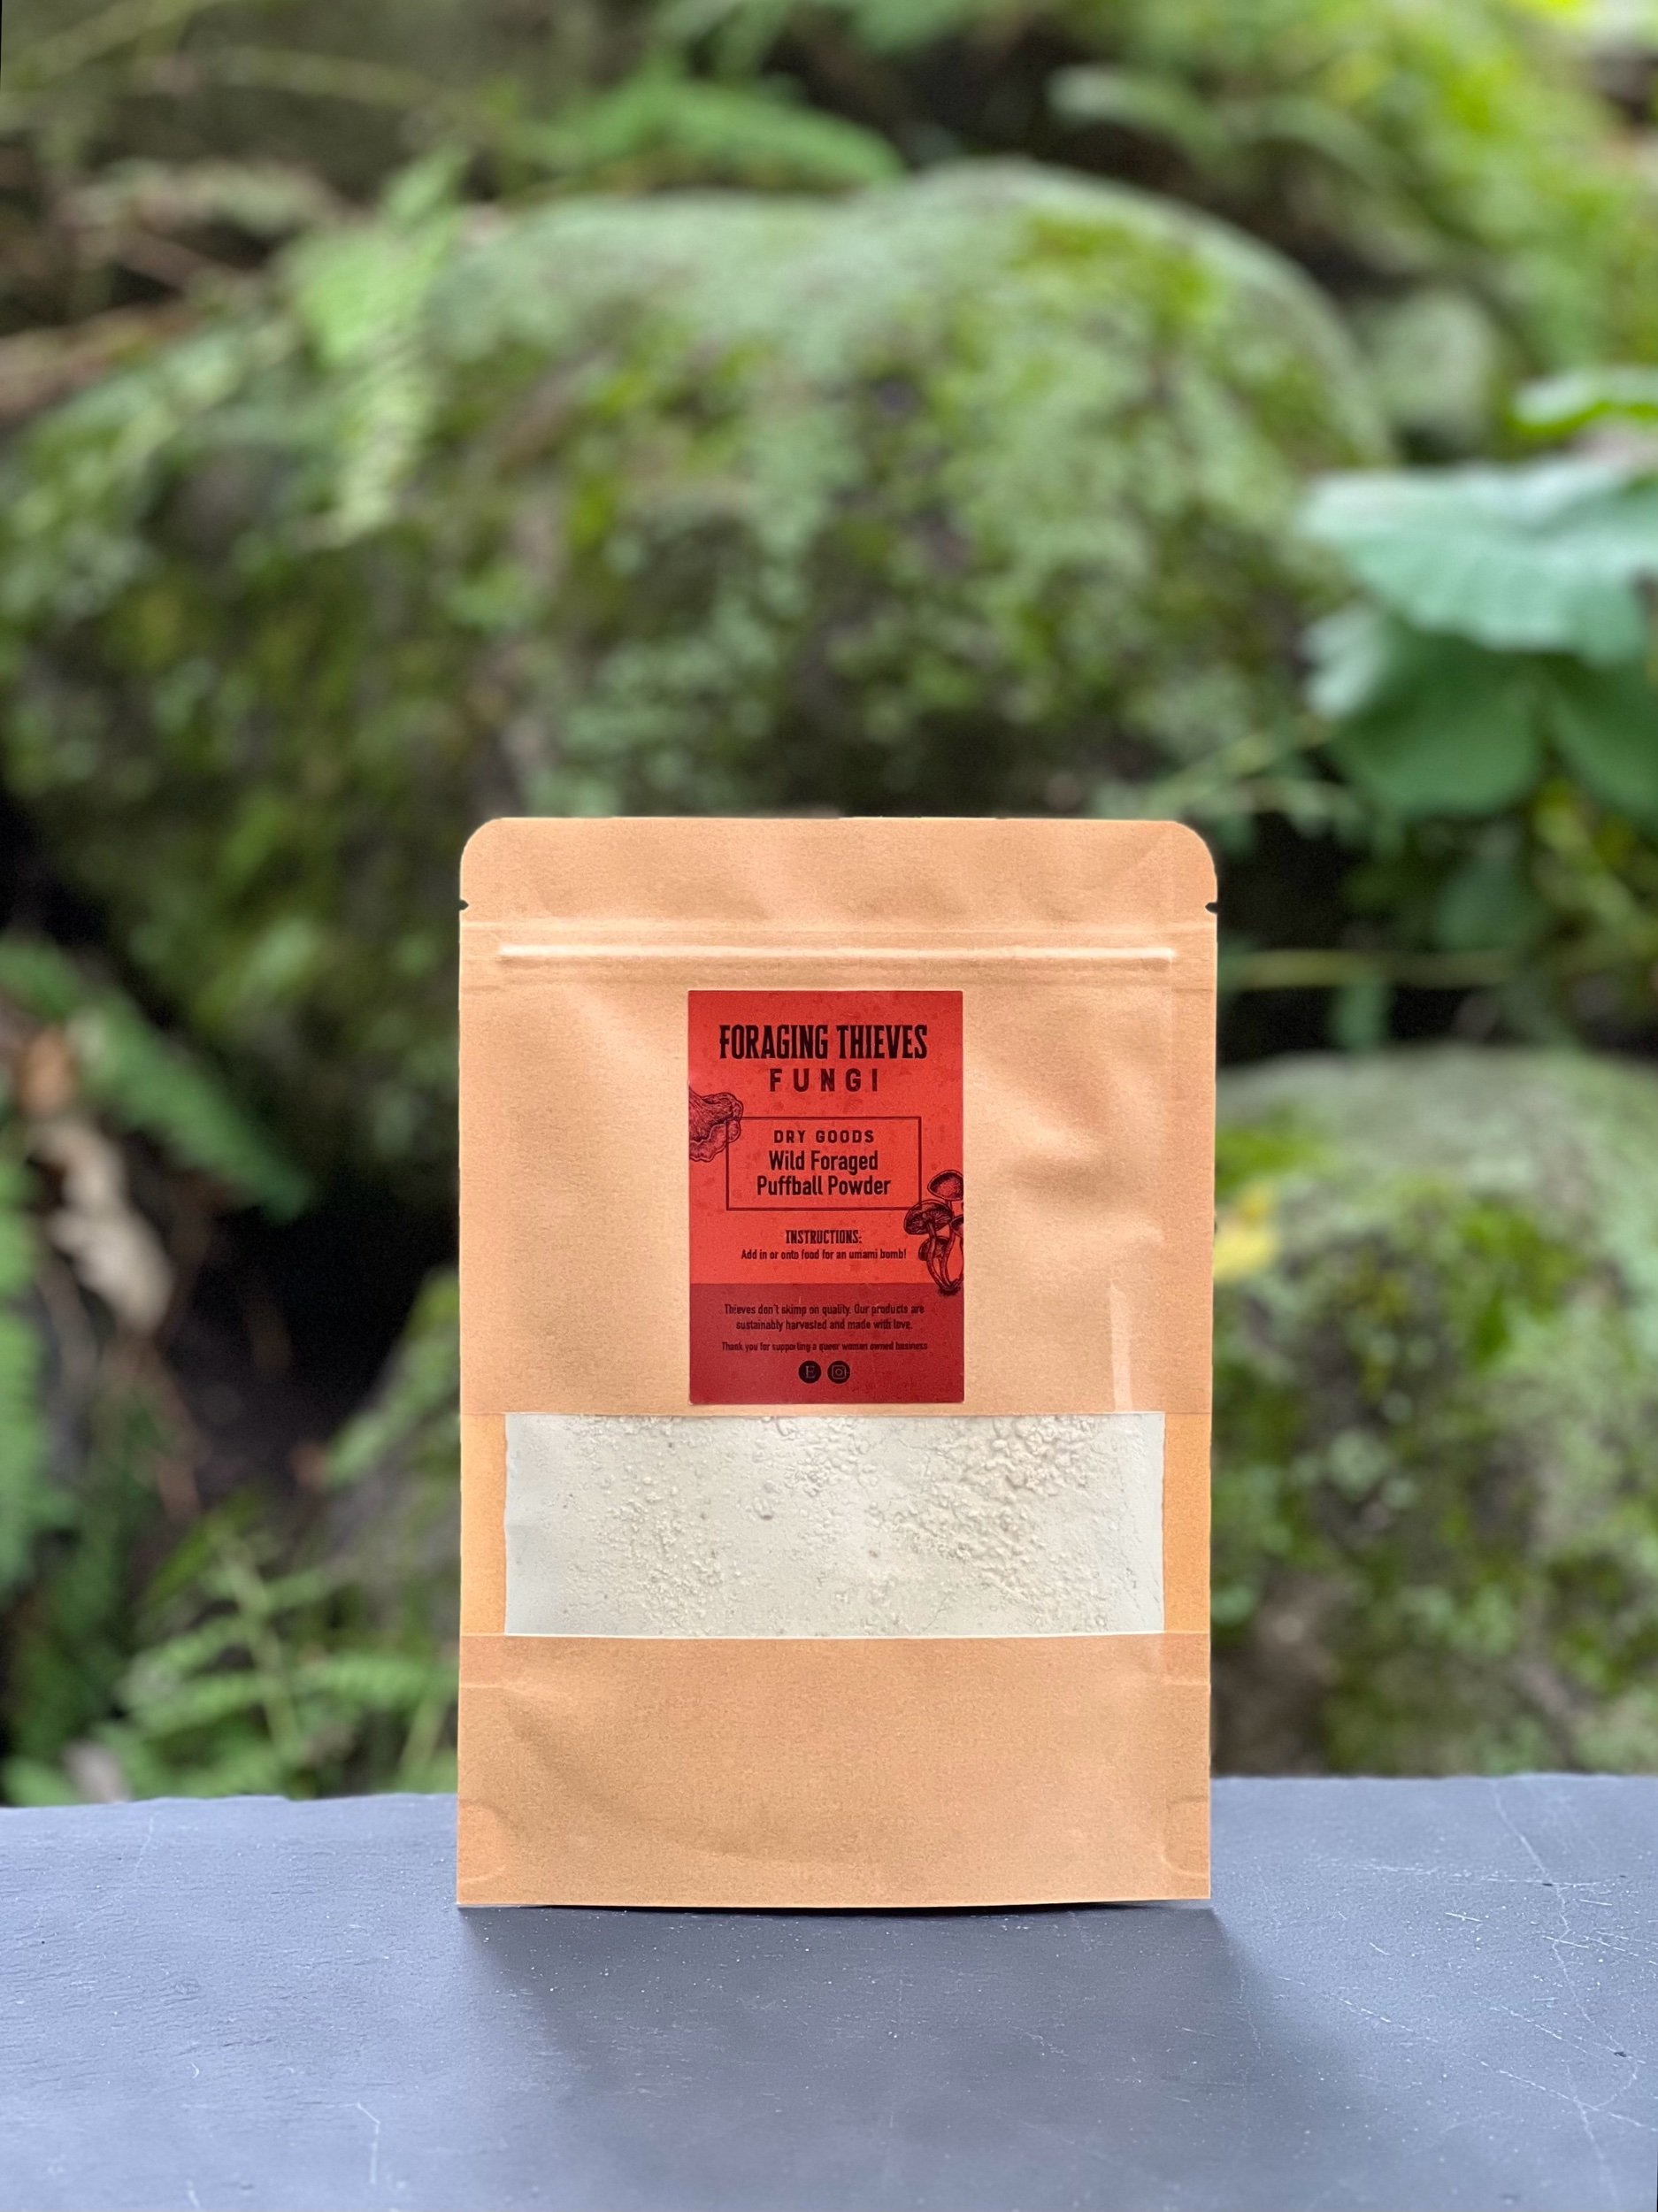 FORAGING THIEVES
FUNGI
DRY GOODS
Wild Foraged
Puffball Powder
INSTRUCTIONS:
Add in or onto food for an umami bomb!
Thieves don't skimp on quality. Our products are
sustainably harvested and made with love.
Thank you for supporting a queer woman owned business
E